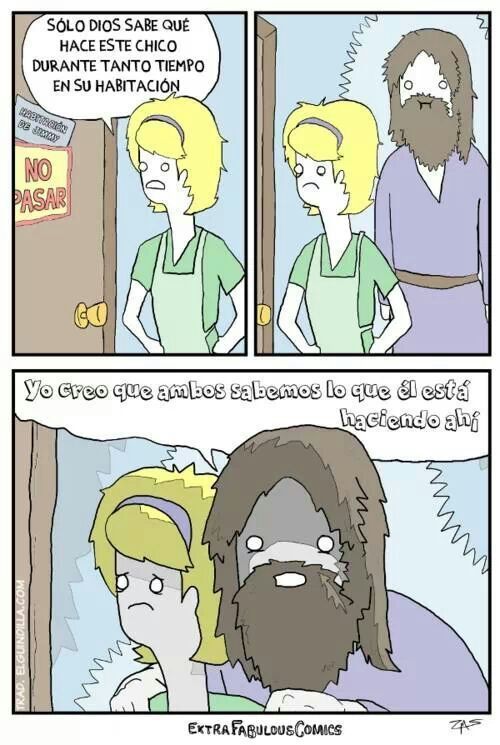 SÓLO DIOS SABE QUÉ
HACE ESTE CHICO
DURANTE TANTO TIEMPO
EN SU HABITACIÓN
HABITACIÓN
DE JIMMY
NO
PASAR
Yo creo que ambos sabemos lo que él está
haciendo ahí
TRAD. ELGUINDILLA.COM
ZAS
EXTRAFABULOUSCOMICS